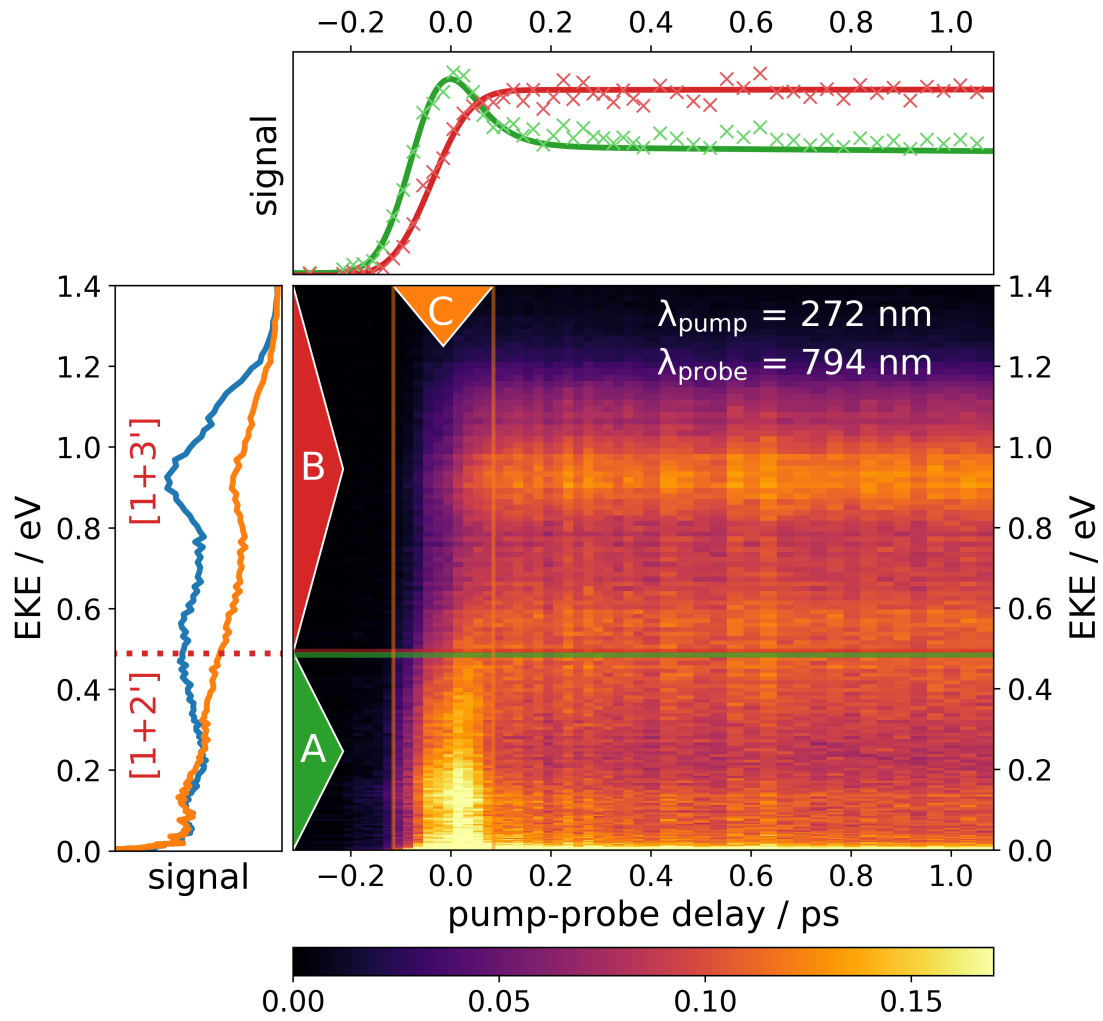 −0.2 0.0 0.2 0.4 0.6 0.8 1.0
signal
1.4
1.2
1.0
0.8
0.6
0.4
0.2
0.0
EKE / eV
[1+3']
[1+2']
signal
C
B
A
λpump = 272 nm
λprobe = 794 nm
1.4
1.2
1.0
0.8
0.6
0.4
0.2
0.0
EKE / eV
−0.2 0.0 0.2 0.4 0.6 0.8 1.0
pump-probe delay / ps
0.00 0.05 0.10 0.15